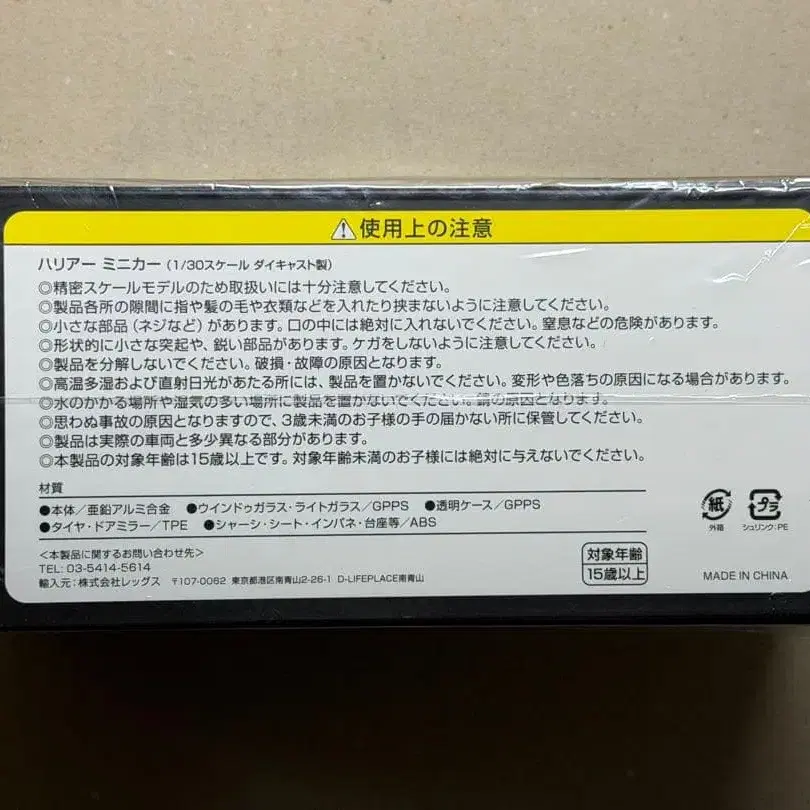 ⚠使用上の注意
ハリアー ミニカー (1/30スケール ダイキャスト製)
◎精密スケールモデルのため取扱いには十分注意してください。
◎製品各所の隙間に指や髪の毛や衣類などを入れたり挟まないように注意してください。
◎小さな部品(ネジなど)があります。口の中には絶対に入れないでください。窒息などの危険があります。
◎形状的に小さな突起や、鋭い部品があります。ケガをしないように注意してください。
◎製品を分解しないでください。破損・故障の原因となります。
◎高温多湿および直射日光があたる所には、製品を置かないでください。変形や色落ちの原因になる場合があります。
◎水のかかる場所や湿気の多い場所に製品を置かないでください。錆の原因となります。
◎思わぬ事故の原因となりますので、3歳未満のお子様の手の届かない所に保管してください。
◎製品は実際の車両と多少異なる部分があります。
◎本製品の対象年齢は15歳以上です。対象年齢未満のお子様には絶対に与えないでください。
材質
●本体/亜鉛アルミ合金 ●ウインドゥガラス・ライトガラス/GPPS ●透明ケース/GPPS
●タイヤ・ドアミラー/TPE ●シャーシ・シート・インパネ・台座等/ABS
紙 プラ
外箱 シュリンク:PE
<本製品に関するお問い合わせ先>
TEL: 03-5414-5614
輸入元:株式会社レッグス 〒107-0062 東京都港区南青山2-26-1 D-LIFEPLACE南青山
対象年齢
15歳以上
MADE IN CHINA